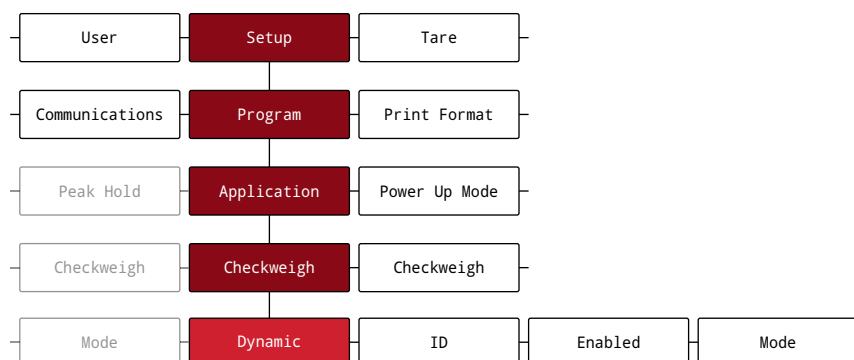 User Setup Tare
Communications Program Print Format
Peak Hold Application Power Up Mode
Checkweigh Checkweigh Checkweigh
Mode Dynamic ID Enabled Mode